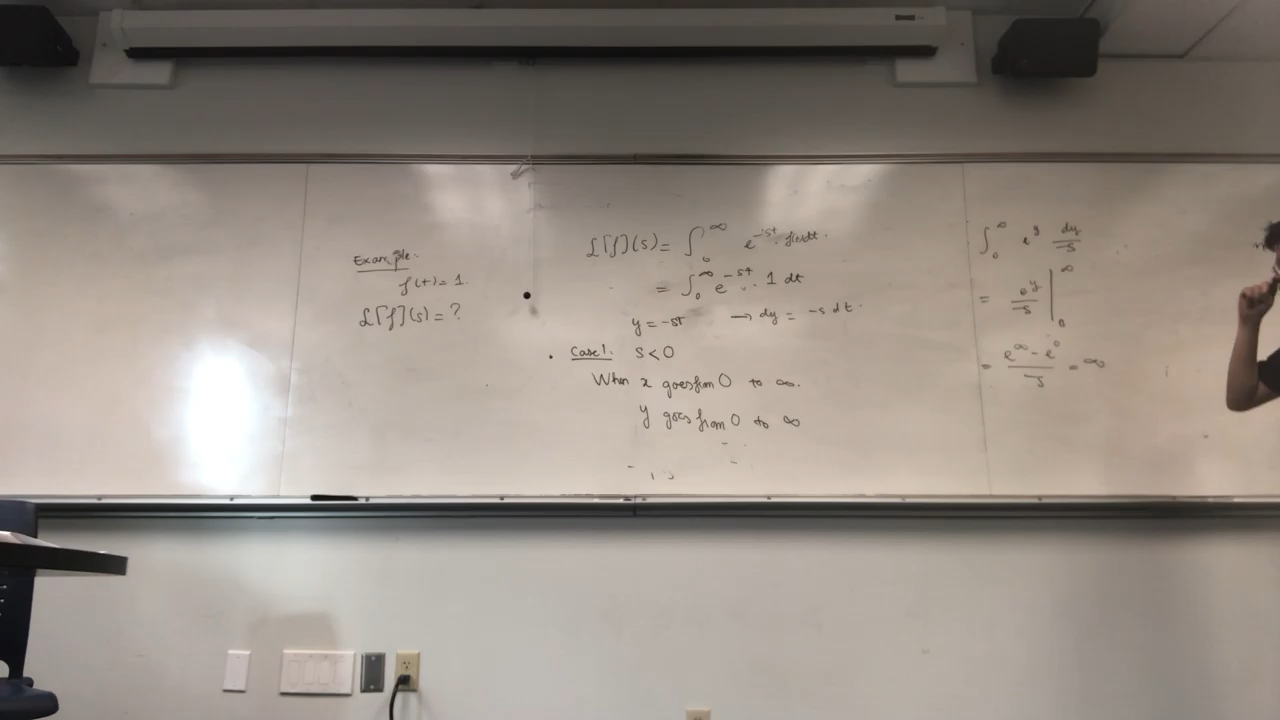 Example:
f(t)=1.
ℒ[f](s)=?
ℒ[f](s)= ∫₀^∞ e^{-st} f(t)dt.
= ∫₀^∞ e^{-st} . 1 dt
y=-st → dy = -s dt.
. Case 1. s<0
When x goes from 0 to ∞.
y goes from 0 to ∞
∫₀^∞ e^y dy/-s
= e^y/-s |₀^∞
= (e^∞ - e^0)/-s = ∞